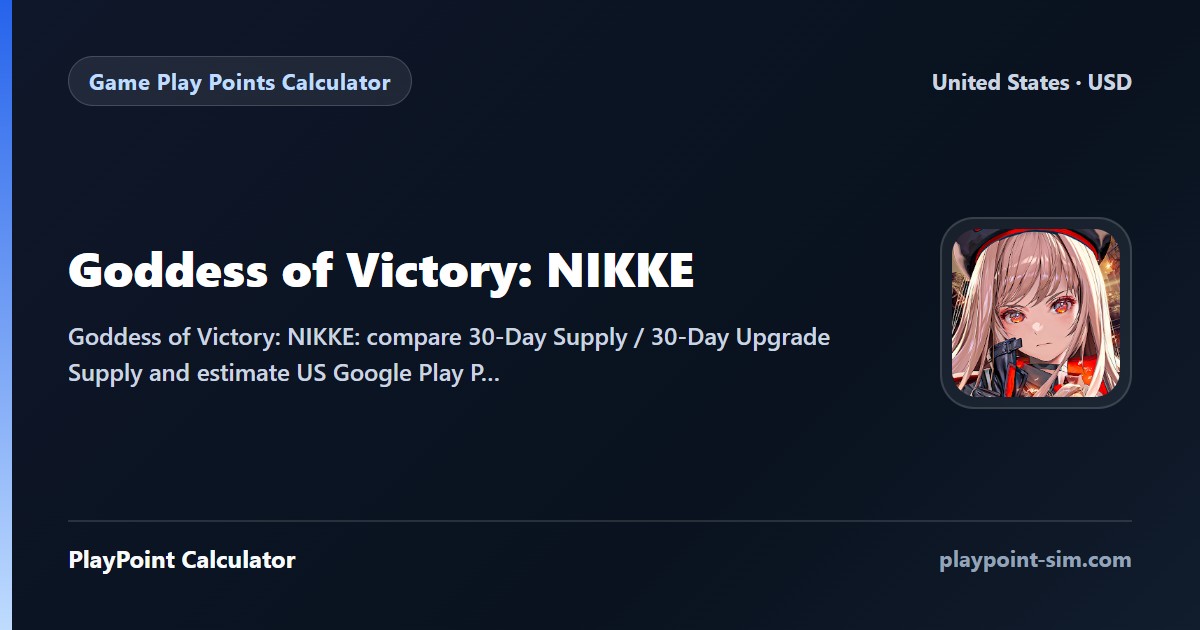 Game Play Points Calculator
United States · USD
Goddess of Victory: NIKKE
Goddess of Victory: NIKKE: compare 30-Day Supply / 30-Day Upgrade
Supply and estimate US Google Play P...
PlayPoint Calculator
playpoint-sim.com